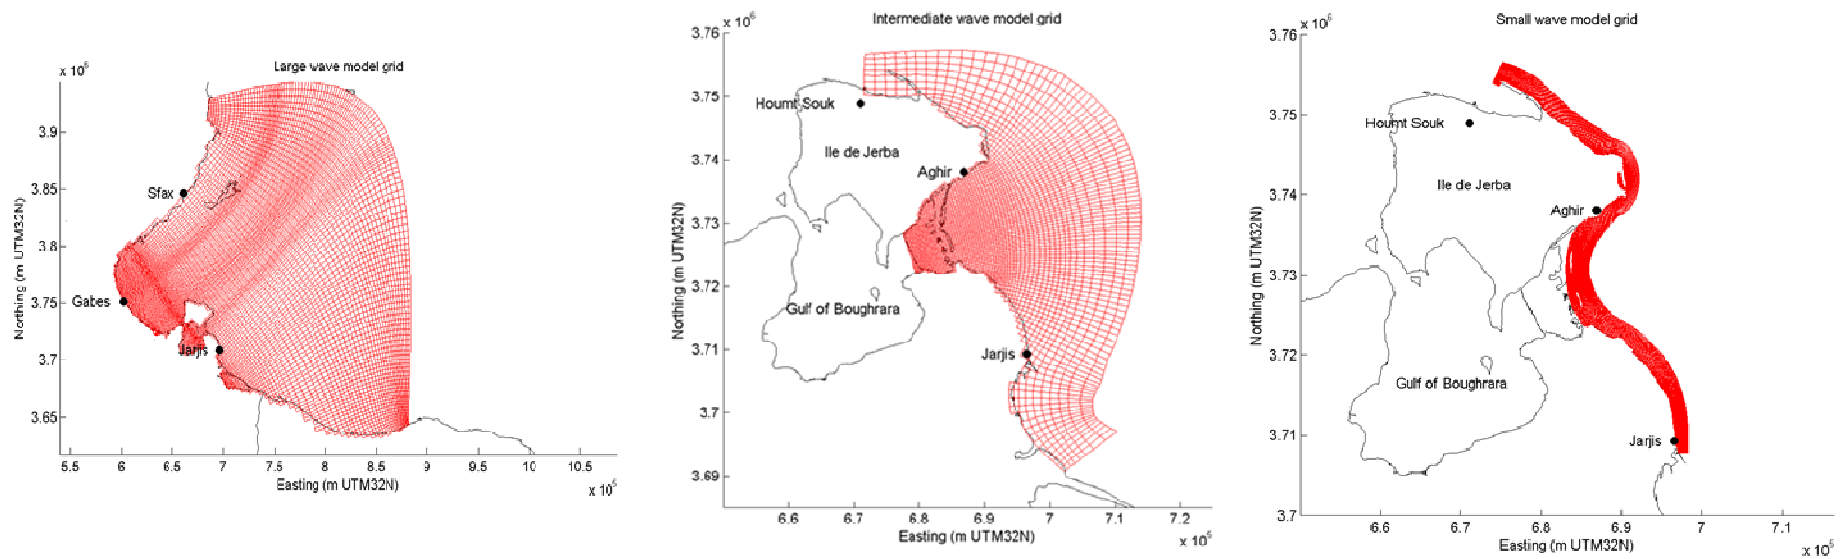 Large wave model grid
x 10⁶
3.9
3.85
3.8
3.75
3.7
3.65
Northing (m UTM32N)
Sfax
Gabes
Jarjis
5.5 6 6.5 7 7.5 8 8.5 9 9.5 10 10.5
Easting (m UTM32N)
x 10⁵
Intermediate wave model grid
x 10⁶
3.76
3.75
3.74
3.73
3.72
3.71
3.7
3.69
Northing (m UTM32N)
Houmt Souk
Ile de Jerba
Aghir
Gulf of Boughrara
Jarjis
6.6 6.7 6.8 6.9 7 7.1 7.2
Easting (m UTM32N)
x 10⁵
Small wave model grid
x 10⁶
3.76
3.75
3.74
3.73
3.72
3.71
3.7
Northing (m UTM32N)
Houmt Souk
Ile de Jerba
Aghir
Gulf of Boughrara
Jarjis
6.6 6.7 6.8 6.9 7 7.1
Easting (m UTM32N)
x 10⁵